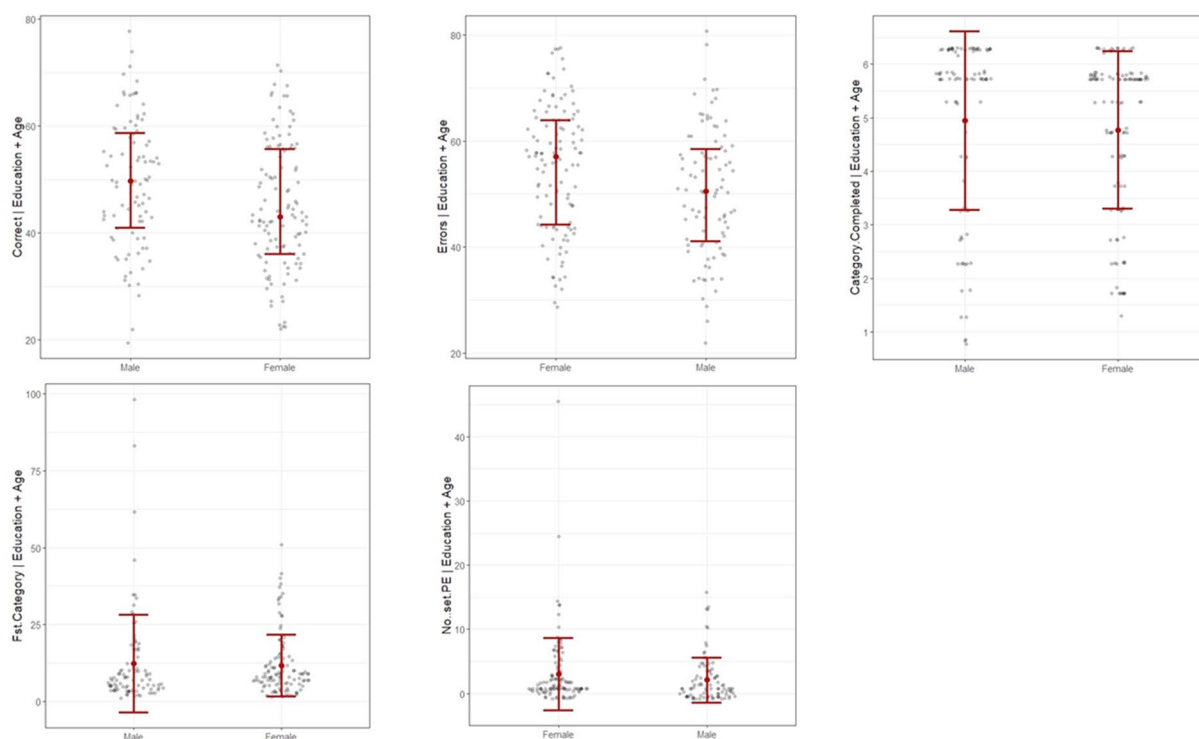 Correct | Education + Age
80
60
40
20
Male Female
Errors | Education + Age
80
60
40
20
Female Male
Category.Completed | Education + Age
6
5
4
3
2
1
Male Female
Fst.Category | Education + Age
100
75
50
25
0
Male Female
No..set.PE | Education + Age
40
30
20
10
0
Female Male